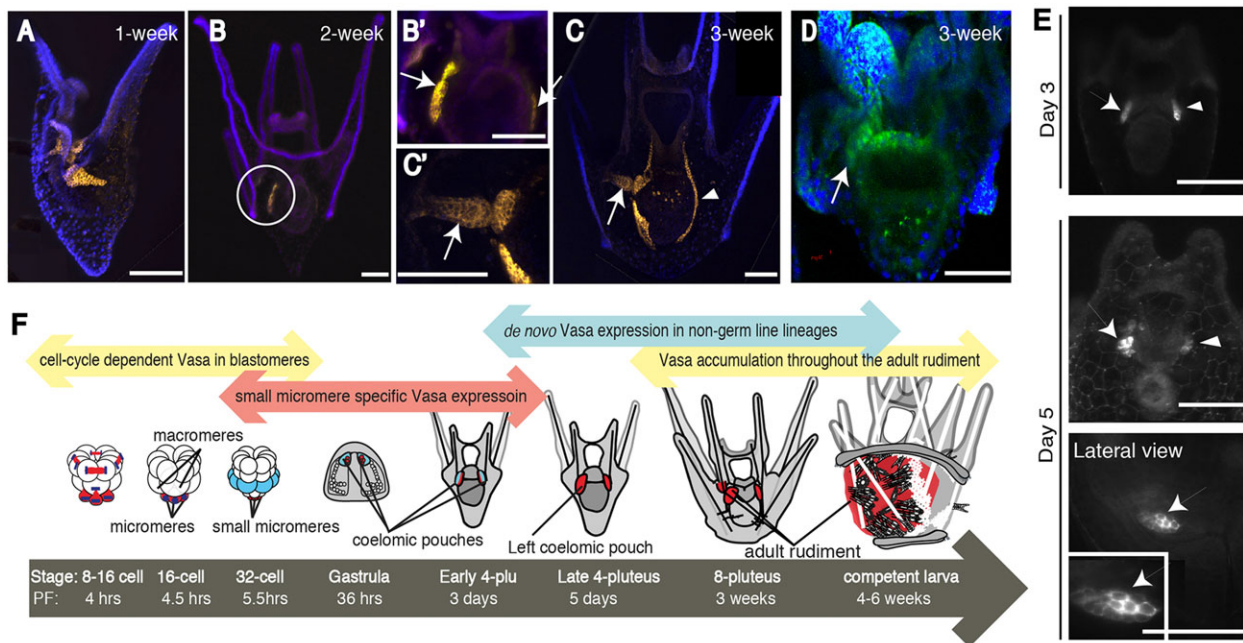 A
1-week
B
2-week
B'
C'
C
3-week
D
3-week
E
Day 3
Day 5
Lateral view
F
de novo Vasa expression in non-germ line lineages
cell-cycle dependent Vasa in blastomeres
Vasa accumulation throughout the adult rudiment
small micromere specific Vasa expressoin
macromeres
micromeres
small micromeres
coelomic pouches
Left coelomic pouch
adult rudiment
Stage: 8-16 cell 16-cell 32-cell Gastrula Early 4-plu Late 4-pluteus 8-pluteus competent larva
PF: 4 hrs 4.5 hrs 5.5hrs 36 hrs 3 days 5 days 3 weeks 4-6 weeks